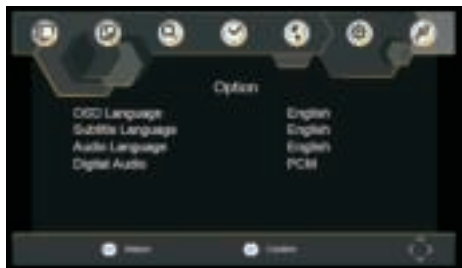 Option
OSD Language English
Subtitle Language English
Audio Language English
Digital Audio PCM